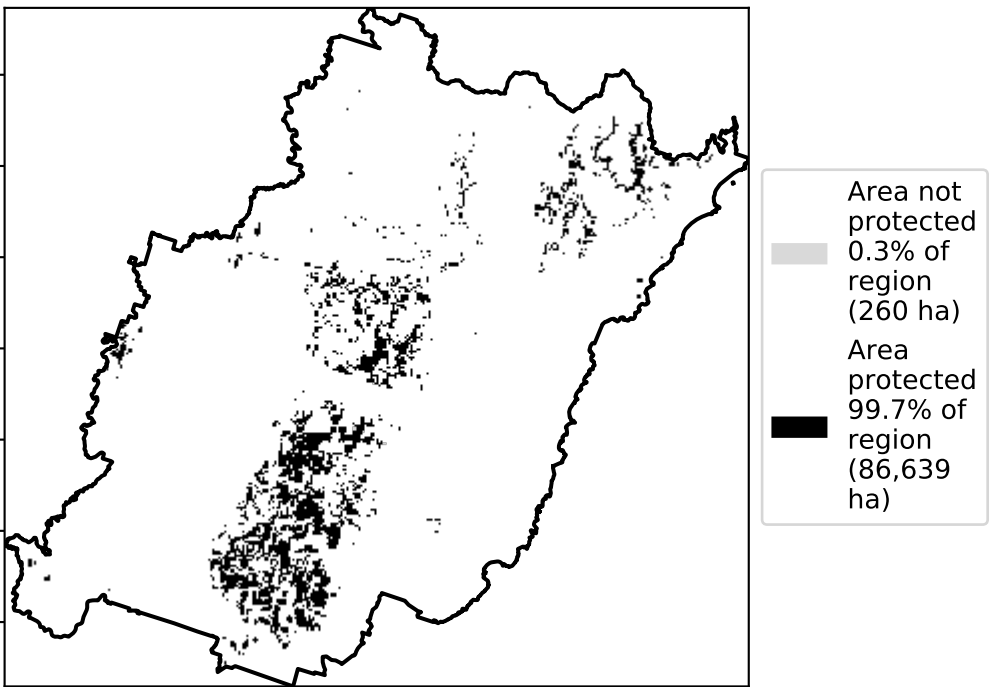 Area not
protected
0.3% of
region
(260 ha)
Area
protected
99.7% of
region
(86,639
ha)